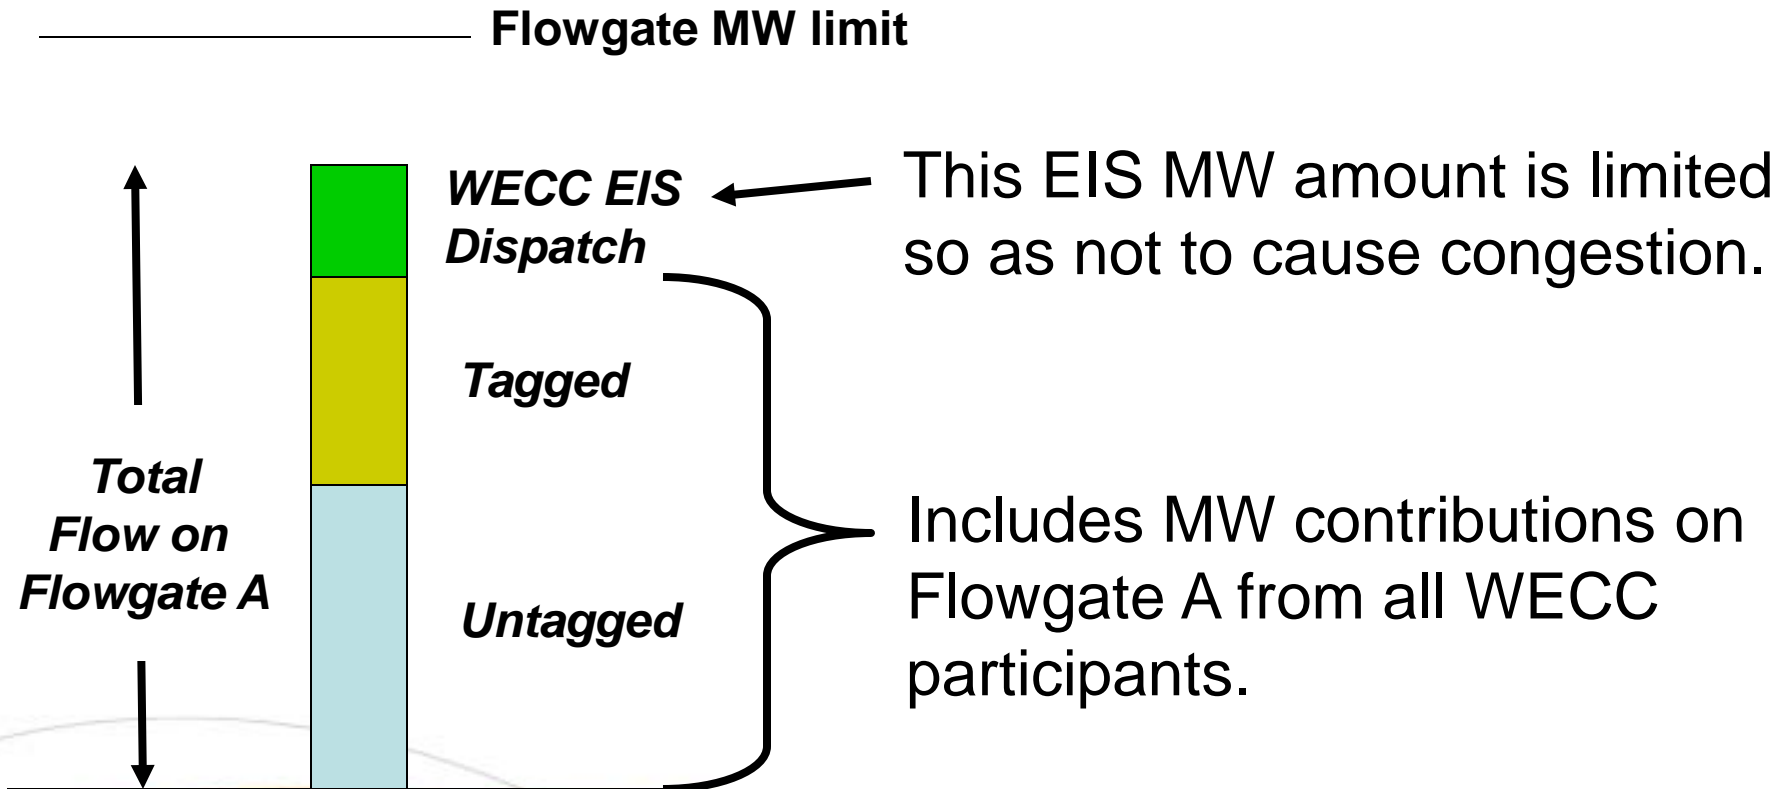 Flowgate MW limit
WECC EIS
Dispatch
This EIS MW amount is limited
so as not to cause congestion.
Tagged
Total
Flow on
Flowgate A
Untagged
Includes MW contributions on
Flowgate A from all WECC
participants.